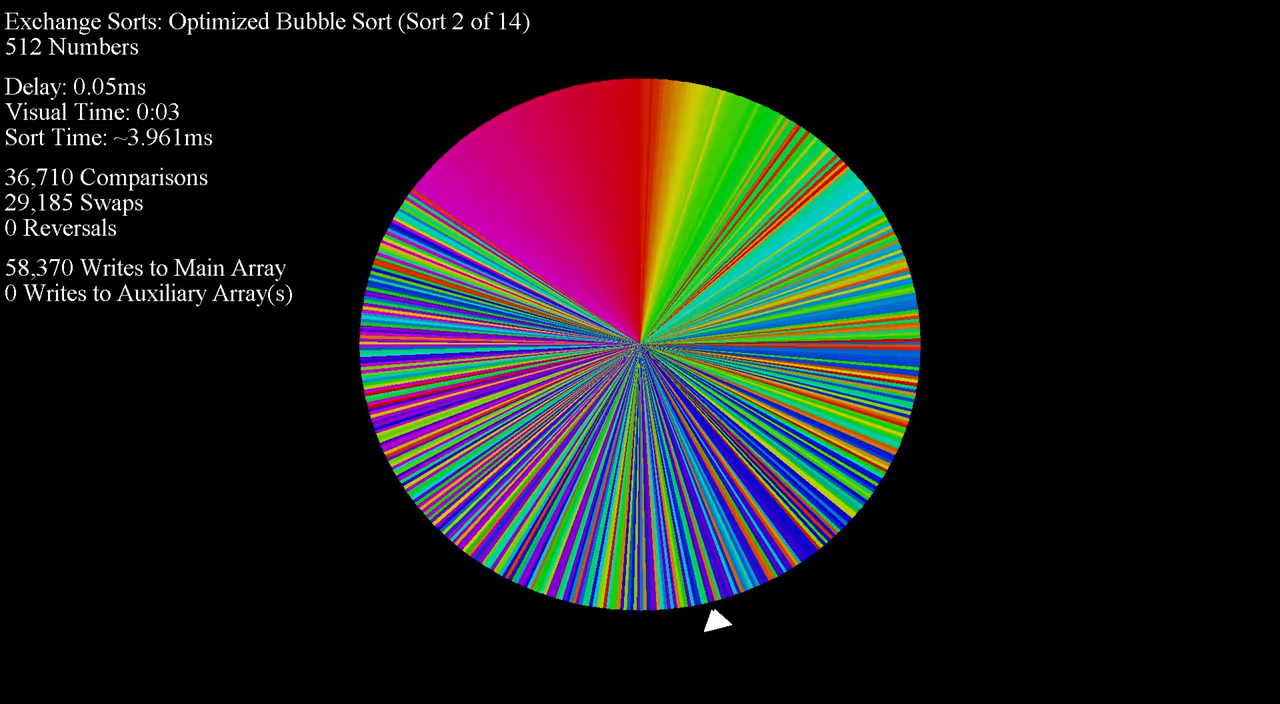 Exchange Sorts: Optimized Bubble Sort (Sort 2 of 14)
512 Numbers
Delay: 0.05ms
Visual Time: 0:03
Sort Time: ~3.961ms
36,710 Comparisons
29,185 Swaps
0 Reversals
58,370 Writes to Main Array
0 Writes to Auxiliary Array(s)